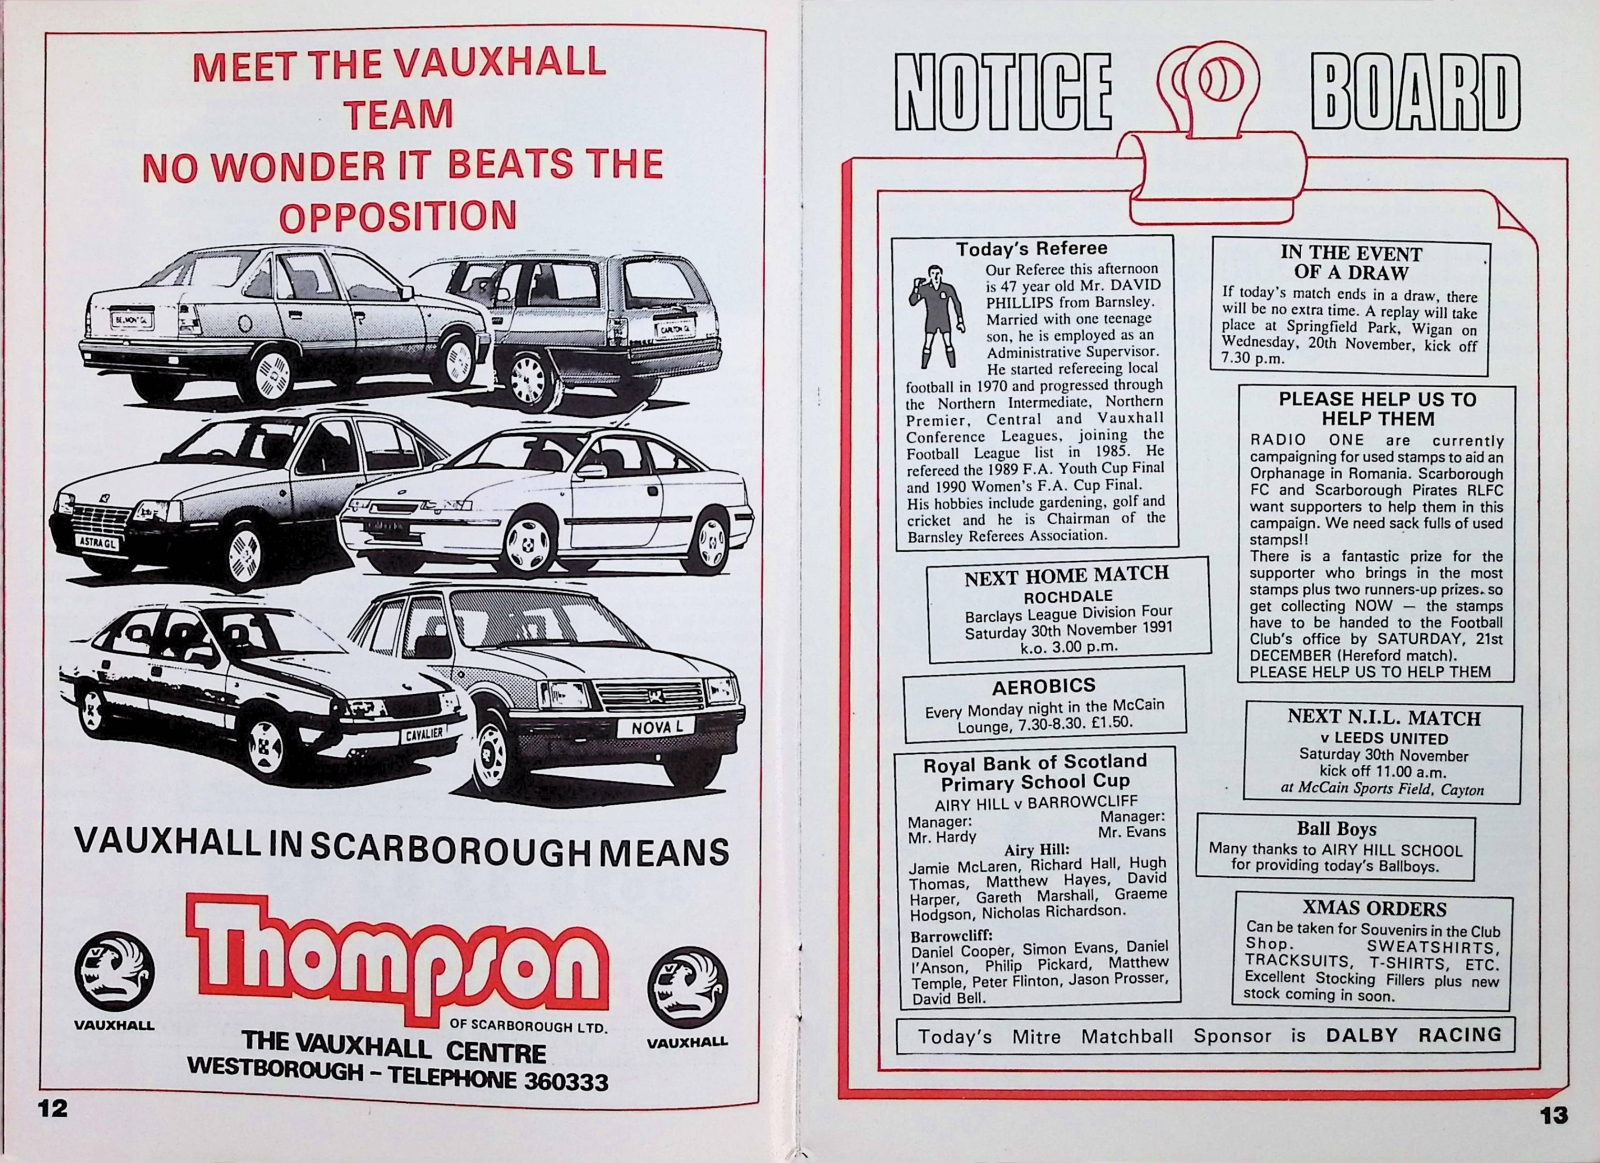 MEET THE VAUXHALL
TEAM
NO WONDER IT BEATS THE
OPPOSITION
BELMONT GL
CARLTON GL
ASTRA GL
CAVALIER
NOVA L
VAUXHALL IN SCARBOROUGH MEANS
Thompson
OF SCARBOROUGH LTD.
VAUXHALL
VAUXHALL
THE VAUXHALL CENTRE
WESTBOROUGH – TELEPHONE 360333
12
NOTICE BOARD
Today's Referee
Our Referee this afternoon
is 47 year old Mr. DAVID
PHILLIPS from Barnsley.
Married with one teenage
son, he is employed as an
Administrative Supervisor.
He started refereeing local
football in 1970 and progressed through
the Northern Intermediate, Northern
Premier, Central and Vauxhall
Conference Leagues, joining the
Football League list in 1985. He
refereed the 1989 F.A. Youth Cup Final
and 1990 Women's F.A. Cup Final.
His hobbies include gardening, golf and
cricket and he is Chairman of the
Barnsley Referees Association.
NEXT HOME MATCH
ROCHDALE
Barclays League Division Four
Saturday 30th November 1991
k.o. 3.00 p.m.
AEROBICS
Every Monday night in the McCain
Lounge, 7.30-8.30. £1.50.
Royal Bank of Scotland
Primary School Cup
AIRY HILL v BARROWCLIFF
Manager: Manager:
Mr. Hardy Mr. Evans
Airy Hill:
Jamie McLaren, Richard Hall, Hugh
Thomas, Matthew Hayes, David
Harper, Gareth Marshall, Graeme
Hodgson, Nicholas Richardson.
Barrowcliff:
Daniel Cooper, Simon Evans, Daniel
I'Anson, Philip Pickard, Matthew
Temple, Peter Flinton, Jason Prosser,
David Bell.
IN THE EVENT
OF A DRAW
If today's match ends in a draw, there
will be no extra time. A replay will take
place at Springfield Park, Wigan on
Wednesday, 20th November, kick off
7.30 p.m.
PLEASE HELP US TO
HELP THEM
RADIO ONE are currently
campaigning for used stamps to aid an
Orphanage in Romania. Scarborough
FC and Scarborough Pirates RLFC
want supporters to help them in this
campaign. We need sack fulls of used
stamps!!
There is a fantastic prize for the
supporter who brings in the most
stamps plus two runners-up prizes. so
get collecting NOW — the stamps
have to be handed to the Football
Club's office by SATURDAY, 21st
DECEMBER (Hereford match).
PLEASE HELP US TO HELP THEM
NEXT N.I.L. MATCH
v LEEDS UNITED
Saturday 30th November
kick off 11.00 a.m.
at McCain Sports Field, Cayton
Ball Boys
Many thanks to AIRY HILL SCHOOL
for providing today's Ballboys.
XMAS ORDERS
Can be taken for Souvenirs in the Club
Shop. SWEATSHIRTS,
TRACKSUITS, T-SHIRTS, ETC.
Excellent Stocking Fillers plus new
stock coming in soon.
Today's Mitre Matchball Sponsor is DALBY RACING
13